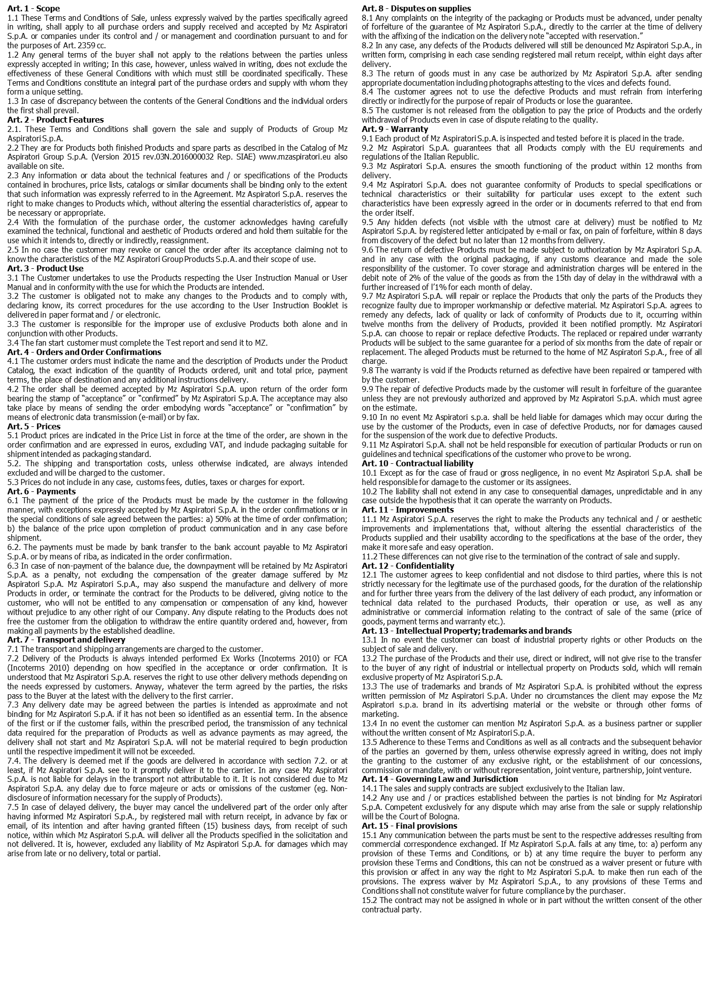 Art. 1 - Scope
1.1 These Terms and Conditions of Sale, unless expressly waived by the parties specifically agreed
in writing, shall apply to all purchase orders and supply received and accepted by Mz Aspiratori
S.p.A. or companies under its control and / or management and coordination pursuant to and for
the purposes of Art. 2359 cc.
1.2 Any general terms of the buyer shall not apply to the relations between the parties unless
expressly accepted in writing; In this case, however, unless waived in writing, does not exclude the
effectiveness of these General Conditions with which must still be coordinated specifically. These
Terms and Conditions constitute an integral part of the purchase orders and supply with whom they
form a unique setting.
1.3 In case of discrepancy between the contents of the General Conditions and the individual orders
the first shall prevail.
Art. 2 - Product Features
2.1. These Terms and Conditions shall govern the sale and supply of Products of Group Mz
Aspiratori S.p.A.
2.2 They are for Products both finished Products and spare parts as described in the Catalog of Mz
Aspiratori Group S.p.A. (Version 2015 rev.03N.2016000032 Rep. SIAE) www.mzaspiratori.eu also
available on site.
2.3 Any information or data about the technical features and / or specifications of the Products
contained in brochures, price lists, catalogs or similar documents shall be binding only to the extent
that such information was expressly referred to in the Agreement. Mz Aspiratori S.p.A. reserves the
right to make changes to Products which, without altering the essential characteristics of, appear to
be necessary or appropriate.
2.4 With the formulation of the purchase order, the customer acknowledges having carefully
examined the technical, functional and aesthetic of Products ordered and hold them suitable for the
use which it intends to, directly or indirectly, reassignment.
2.5 In no case the customer may revoke or cancel the order after its acceptance claiming not to
know the characteristics of the MZ Aspiratori Group Products S.p.A. and their scope of use.
Art. 3 - Product Use
3.1 The Customer undertakes to use the Products respecting the User Instruction Manual or User
Manual and in conformity with the use for which the Products are intended.
3.2 The customer is obligated not to make any changes to the Products and to comply with,
declaring know, its correct procedures for the use according to the User Instruction Booklet is
delivered in paper format and / or electronic.
3.3 The customer is responsible for the improper use of exclusive Products both alone and in
conjunction with other Products.
3.4 The fan start customer must complete the Test report and send it to MZ.
Art. 4 - Orders and Order Confirmations
4.1 The customer orders must indicate the name and the description of Products under the Product
Catalog, the exact indication of the quantity of Products ordered, unit and total price, payment
terms, the place of destination and any additional instructions delivery.
4.2 The order shall be deemed accepted by Mz Aspiratori S.p.A. upon return of the order form
bearing the stamp of “acceptance” or “confirmed” by Mz Aspiratori S.p.A. The acceptance may also
take place by means of sending the order embodying words “acceptance” or “confirmation” by
means of electronic data transmission (e-mail) or by fax.
Art. 5 - Prices
5.1 Product prices are indicated in the Price List in force at the time of the order, are shown in the
order confirmation and are expressed in euros, excluding VAT, and include packaging suitable for
shipment intended as packaging standard.
5.2. The shipping and transportation costs, unless otherwise indicated, are always intended
excluded and will be charged to the customer.
5.3 Prices do not include in any case, customs fees, duties, taxes or charges for export.
Art. 6 - Payments
6.1 The payment of the price of the Products must be made by the customer in the following
manner, with exceptions expressly accepted by Mz Aspiratori S.p.A. in the order confirmations or in
the special conditions of sale agreed between the parties: a) 50% at the time of order confirmation;
b) the balance of the price upon completion of product communication and in any case before
shipment.
6.2. The payments must be made by bank transfer to the bank account payable to Mz Aspiratori
S.p.A. or by means of riba, as indicated in the order confirmation.
6.3 In case of non-payment of the balance due, the downpayment will be retained by Mz Aspiratori
S.p.A. as a penalty, not excluding the compensation of the greater damage suffered by Mz
Aspiratori S.p.A. Mz Aspiratori S.p.A., may also suspend the manufacture and delivery of more
Products in order, or terminate the contract for the Products to be delivered, giving notice to the
customer, who will not be entitled to any compensation or compensation of any kind, however
without prejudice to any other right of our Company. Any dispute relating to the Products does not
free the customer from the obligation to withdraw the entire quantity ordered and, however, from
making all payments by the established deadline.
Art. 7 - Transport and delivery
7.1 The transport and shipping arrangements are charged to the customer.
7.2 Delivery of the Products is always intended performed Ex Works (Incoterms 2010) or FCA
(Incoterms 2010) depending on how specified in the acceptance or order confirmation. It is
understood that Mz Aspiratori S.p.A. reserves the right to use other delivery methods depending on
the needs expressed by customers. Anyway, whatever the term agreed by the parties, the risks
pass to the Buyer at the latest with the delivery to the first carrier.
7.3 Any delivery date may be agreed between the parties is intended as approximate and not
binding for Mz Aspiratori S.p.A. if it has not been so identified as an essential term. In the absence
of the first or if the customer fails, within the prescribed period, the transmission of any technical
data required for the preparation of Products as well as advance payments as may agreed, the
delivery shall not start and Mz Aspiratori S.p.A. will not be material required to begin production
until the respective impediment it will not be exceeded.
7.4. The delivery is deemed met if the goods are delivered in accordance with section 7.2. or at
least, if Mz Aspiratori S.p.A. see to it promptly deliver it to the carrier. In any case Mz Aspiratori
S.p.A. is not liable for delays in the transport not attributable to it. It is not considered due to Mz
Aspiratori S.p.A. any delay due to force majeure or acts or omissions of the customer (eg. Non-
disclosure of information necessary for the supply of Products).
7.5 In case of delayed delivery, the buyer may cancel the undelivered part of the order only after
having informed Mz Aspiratori S.p.A., by registered mail with return receipt, in advance by fax or
email, of its intention and after having granted fifteen (15) business days, from receipt of such
notice, within which Mz Aspiratori S.p.A. will deliver all the Products specified in the solicitation and
not delivered. It is, however, excluded any liability of Mz Aspiratori S.p.A. for damages which may
arise from late or no delivery, total or partial.
Art. 8 - Disputes on supplies
8.1 Any complaints on the integrity of the packaging or Products must be advanced, under penalty
of forfeiture of the guarantee of Mz Aspiratori S.p.A., directly to the carrier at the time of delivery
with the affixing of the indication on the delivery note “accepted with reservation.”
8.2 In any case, any defects of the Products delivered will still be denounced Mz Aspiratori S.p.A., in
written form, comprising in each case sending registered mail return receipt, within eight days after
delivery.
8.3 The return of goods must in any case be authorized by Mz Aspiratori S.p.A. after sending
appropriate documentation including photographs attesting to the vices and defects found.
8.4 The customer agrees not to use the defective Products and must refrain from interfering
directly or indirectly for the purpose of repair of Products or lose the guarantee.
8.5 The customer is not released from the obligation to pay the price of Products and the orderly
withdrawal of Products even in case of dispute relating to the quality.
Art. 9 - Warranty
9.1 Each product of Mz Aspiratori S.p.A. is inspected and tested before it is placed in the trade.
9.2 Mz Aspiratori S.p.A. guarantees that all Products comply with the EU requirements and
regulations of the Italian Republic.
9.3 Mz Aspiratori S.p.A. ensures the smooth functioning of the product within 12 months from
delivery.
9.4 Mz Aspiratori S.p.A. does not guarantee conformity of Products to special specifications or
technical characteristics or their suitability for particular uses except to the extent such
characteristics have been expressly agreed in the order or in documents referred to that end from
the order itself.
9.5 Any hidden defects (not visible with the utmost care at delivery) must be notified to Mz
Aspiratori S.p.A. by registered letter anticipated by e-mail or fax, on pain of forfeiture, within 8 days
from discovery of the defect but no later than 12 months from delivery.
9.6 The return of defective Products must be made subject to authorization by Mz Aspiratori S.p.A.
and in any case with the original packaging, if any customs clearance and made the sole
responsibility of the customer. To cover storage and administration charges will be entered in the
debit note of 2% of the value of the goods as from the 15th day of delay in the withdrawal with a
further increased of l’1% for each month of delay.
9.7 Mz Aspiratori S.p.A. will repair or replace the Products that only the parts of the Products they
recognize faulty due to improper workmanship or defective material. Mz Aspiratori S.p.A. agrees to
remedy any defects, lack of quality or lack of conformity of Products due to it, occurring within
twelve months from the delivery of Products, provided it been notified promptly. Mz Aspiratori
S.p.A. can choose to repair or replace defective Products. The replaced or repaired under warranty
Products will be subject to the same guarantee for a period of six months from the date of repair or
replacement. The alleged Products must be returned to the home of MZ Aspiratori S.p.A., free of all
charge.
9.8 The warranty is void if the Products returned as defective have been repaired or tampered with
by the customer.
9.9 The repair of defective Products made by the customer will result in forfeiture of the guarantee
unless they are not previously authorized and approved by Mz Aspiratori S.p.A. which must agree
on the estimate.
9.10 In no event Mz Aspiratori s.p.a. shall be held liable for damages which may occur during the
use by the customer of the Products, even in case of defective Products, nor for damages caused
for the suspension of the work due to defective Products.
9.11 Mz Aspiratori S.p.A. shall not be held responsible for execution of particular Products or run on
guidelines and technical specifications of the customer who prove to be wrong.
Art. 10 - Contractual liability
10.1 Except as for the case of fraud or gross negligence, in no event Mz Aspiratori S.p.A. shall be
held responsible for damage to the customer or its assignees.
10.2 The liability shall not extend in any case to consequential damages, unpredictable and in any
case outside the hypothesis that it can operate the warranty on Products.
Art. 11 - Improvements
11.1 Mz Aspiratori S.p.A. reserves the right to make the Products any technical and / or aesthetic
improvements and implementations that, without altering the essential characteristics of the
Products supplied and their usability according to the specifications at the base of the order, they
make it more safe and easy operation.
11.2 These differences can not give rise to the termination of the contract of sale and supply.
Art. 12 - Confidentiality
12.1 The customer agrees to keep confidential and not disclose to third parties, where this is not
strictly necessary for the legitimate use of the purchased goods, for the duration of the relationship
and for further three years from the delivery of the last delivery of each product, any information or
technical data related to the purchased Products, their operation or use, as well as any
administrative or commercial information relating to the contract of sale of the same (price of
goods, payment terms and warranty etc.).
Art. 13 - Intellectual Property; trademarks and brands
13.1 In no event the customer can boast of industrial property rights or other Products on the
subject of sale and delivery.
13.2 The purchase of the Products and their use, direct or indirect, will not give rise to the transfer
to the buyer of any right of industrial or intellectual property on Products sold, which will remain
exclusive property of Mz Aspiratori S.p.A.
13.3 The use of trademarks and brands of Mz Aspiratori S.p.A. is prohibited without the express
written permission of Mz Aspiratori S.p.A. Under no circumstances the client may expose the Mz
Aspiratori s.p.a. brand in its advertising material or the website or through other forms of
marketing.
13.4 In no event the customer can mention Mz Aspiratori S.p.A. as a business partner or supplier
without the written consent of Mz Aspiratori S.p.A.
13.5 Adherence to these Terms and Conditions as well as all contracts and the subsequent behavior
of the parties an governed by them, unless otherwise expressly agreed in writing, does not imply
the granting to the customer of any exclusive right, or the establishment of our concessions,
commission or mandate, with or without representation, joint venture, partnership, joint venture.
Art. 14 - Governing Law and Jurisdiction
14.1 The sales and supply contracts are subject exclusively to the Italian law.
14.2 Any use and / or practices established between the parties is not binding for Mz Aspiratori
S.p.A. Competent exclusively for any dispute which may arise from the sale or supply relationship
will be the Court of Bologna.
Art. 15 - Final provisions
15.1 Any communication between the parts must be sent to the respective addresses resulting from
commercial correspondence exchanged. If Mz Aspiratori S.p.A. fails at any time, to: a) perform any
provision of these Terms and Conditions, or b) at any time require the buyer to perform any
provision these Terms and Conditions, this can not be construed as a waiver present or future with
this provision or affect in any way the right to Mz Aspiratori S.p.A. to make then run each of the
provisions. The express waiver by Mz Aspiratori S.p.A., to any provisions of these Terms and
Conditions shall not constitute waiver for future compliance by the purchaser.
15.2 The contract may not be assigned in whole or in part without the written consent of the other
contractual party.